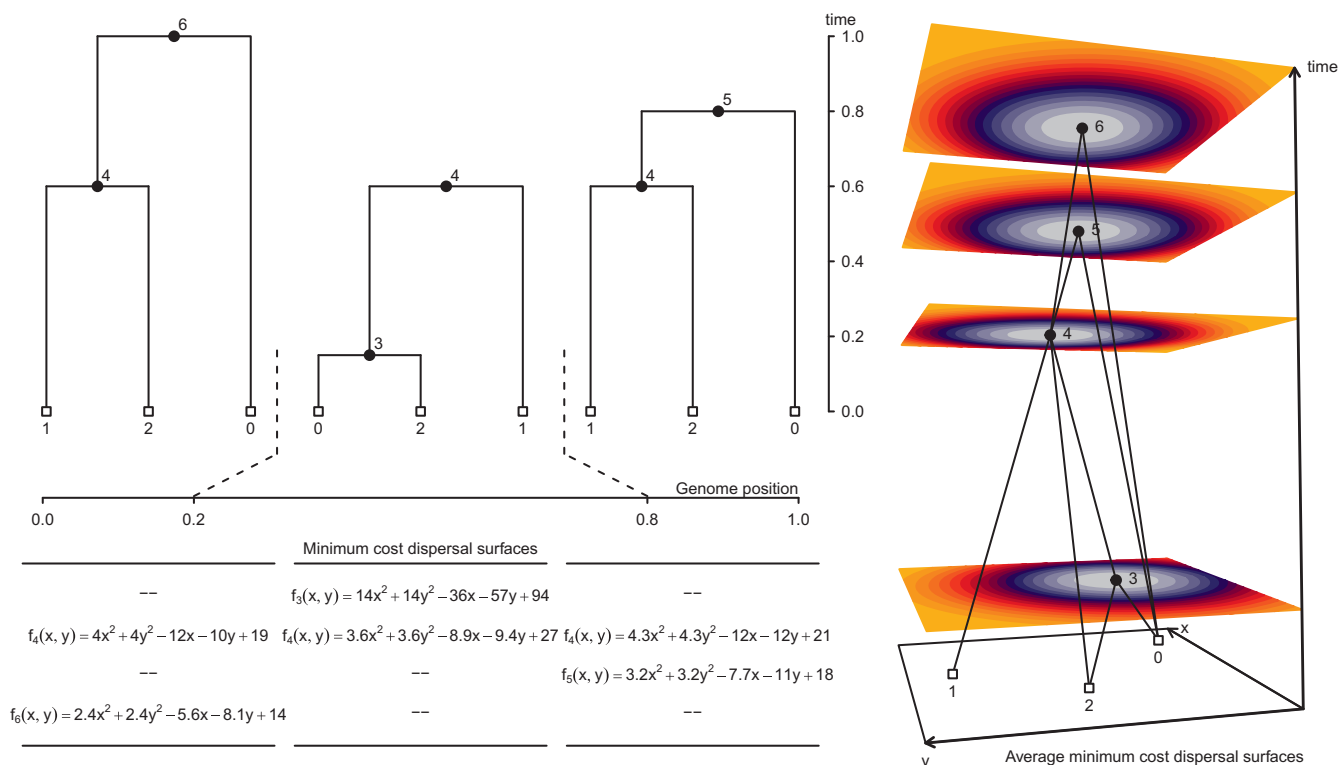 time
6
1.0
5
0.8
4
4
4
0.6
0.4
3
0.2
0.0
1
2
0
0
2
1
1
2
0
Genome position
0.0
0.2
0.8
1.0
Minimum cost dispersal surfaces
−−
f₃(x, y) = 14x² + 14y² − 36x − 57y + 94
−−
f₄(x, y) = 4x² + 4y² − 12x − 10y + 19
f₄(x, y) = 3.6x² + 3.6y² − 8.9x − 9.4y + 27
f₄(x, y) = 4.3x² + 4.3y² − 12x − 12y + 21
−−
−−
f₅(x, y) = 3.2x² + 3.2y² − 7.7x − 11y + 18
f₆(x, y) = 2.4x² + 2.4y² − 5.6x − 8.1y + 14
−−
−−
time
6
5
4
3
x
0
1
2
y
Average minimum cost dispersal surfaces